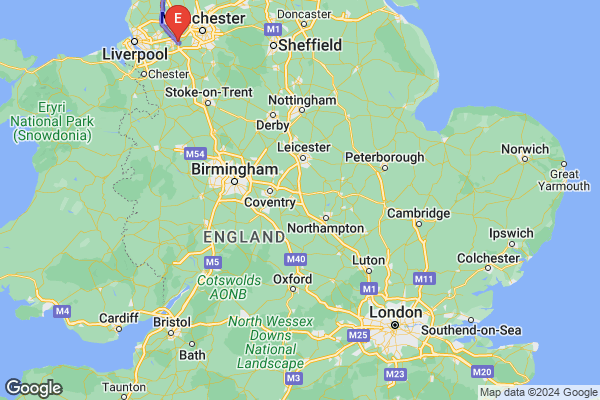 E
Manchester
Doncaster
M1
Liverpool
Sheffield
Chester
Stoke-on-Trent
Eryri
National Park
(Snowdonia)
Nottingham
Derby
M54
Leicester
Peterborough
Norwich
Birmingham
Great
Yarmouth
Coventry
Cambridge
Northampton
ENGLAND
Ipswich
M40
M5
Luton
Colchester
Cotswolds
AONB
Oxford
M1
M11
M4
Cardiff
London
Bristol
North Wessex
Downs
National
Landscape
Southend-on-Sea
M25
Bath
M20
M3
M23
Taunton
Google
Map data ©2024 Google